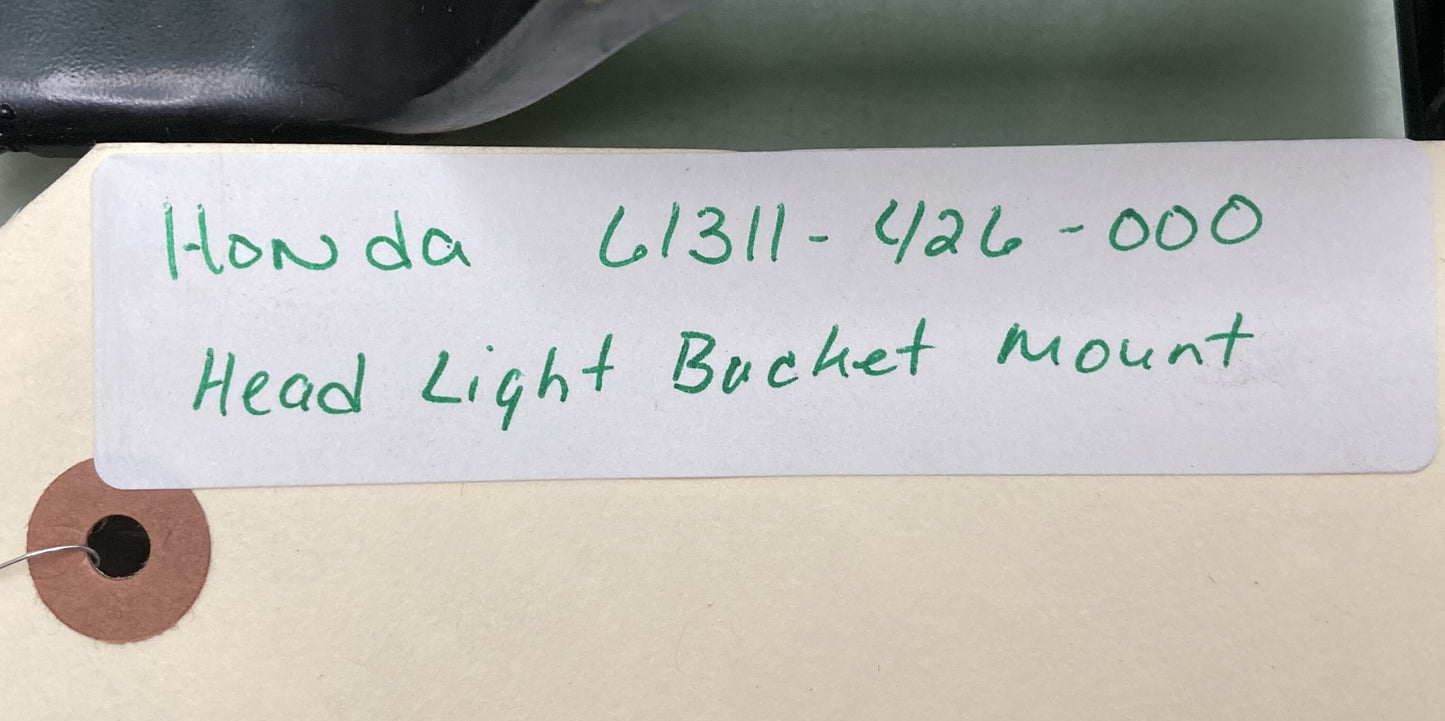 Honda 61311-426-000
Head Light Bucket Mount